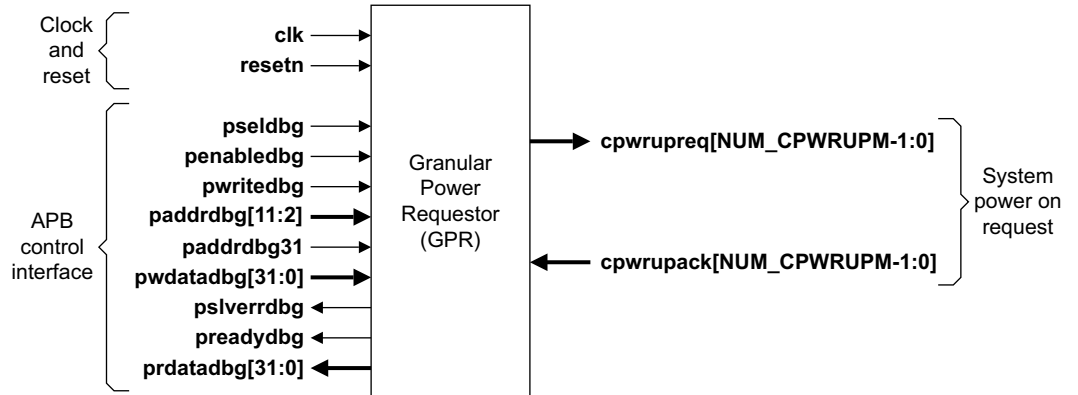 Clock
and
reset
clk
resetn
APB
control
interface
pseldbg
penabledbg
pwritedbg
paddrdbg[11:2]
paddrdbg31
pwdatadbg[31:0]
pslverrdbg
preadydbg
prdatadbg[31:0]
Granular
Power
Requestor
(GPR)
cpwrupreq[NUM_CPWRUPM-1:0]
cpwrupack[NUM_CPWRUPM-1:0]
System
power on
request